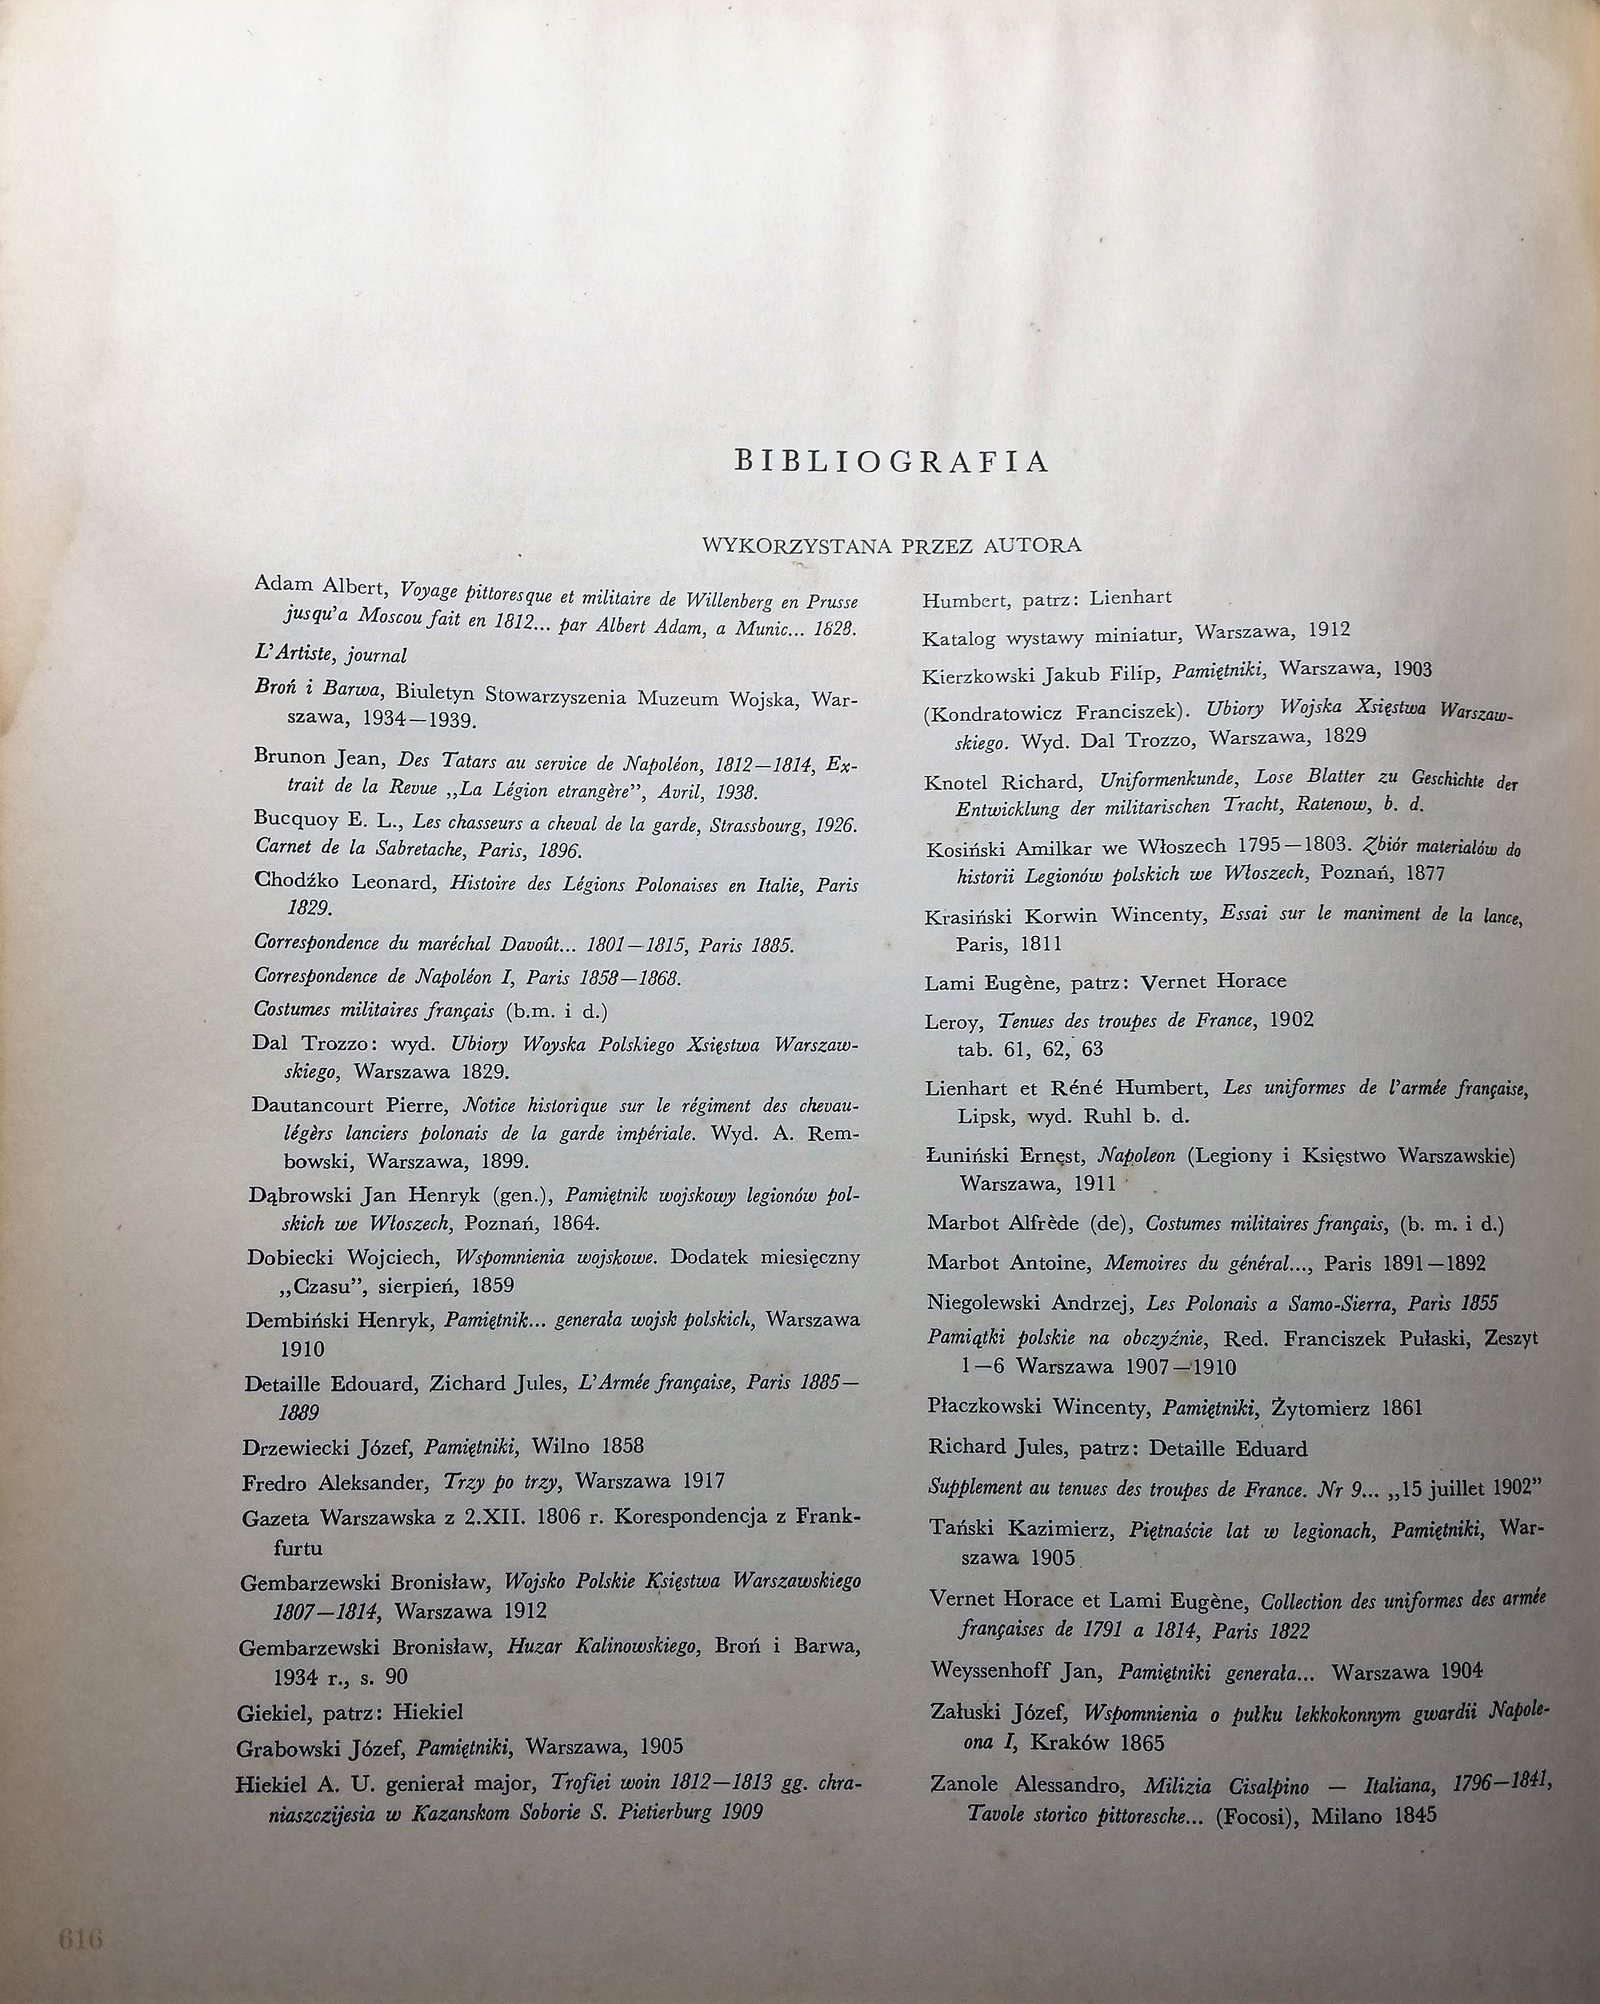 BIBLIOGRAFIA
WYKORZYSTANA PRZEZ AUTORA
Adam Albert, Voyage pittoresque et militaire de Willenberg en Prusse
jusqu'a Moscou fait en 1812... par Albert Adam, a Munic... 1828.
L'Artiste, journal
Broń i Barwa, Biuletyn Stowarzyszenia Muzeum Wojska, War-
szawa, 1934—1939.
Brunon Jean, Des Tatars au service de Napoléon, 1812—1814, Ex-
trait de la Revue „La Légion etrangère”, Avril, 1938.
Bucquoy E. L., Les chasseurs a cheval de la garde, Strassbourg, 1926.
Carnet de la Sabretache, Paris, 1896.
Chodźko Leonard, Histoire des Légions Polonaises en Italie, Paris
1829.
Correspondence du maréchal Davoût... 1801—1815, Paris 1885.
Correspondence de Napoléon I, Paris 1858—1868.
Costumes militaires français (b.m. i d.)
Dal Trozzo: wyd. Ubiory Woyska Polskiego Xsięstwa Warszaw-
skiego, Warszawa 1829.
Dautancourt Pierre, Notice historique sur le régiment des chevau-
légèrs lanciers polonais de la garde impériale. Wyd. A. Rem-
bowski, Warszawa, 1899.
Dąbrowski Jan Henryk (gen.), Pamiętnik wojskowy legionów pol-
skich we Włoszech, Poznań, 1864.
Dobiecki Wojciech, Wspomnienia wojskowe. Dodatek miesięczny
„Czasu”, sierpień, 1859
Dembiński Henryk, Pamiętnik... generała wojsk polskich, Warszawa
1910
Detaille Edouard, Zichard Jules, L'Armée française, Paris 1885—
1889
Drzewiecki Józef, Pamiętniki, Wilno 1858
Fredro Aleksander, Trzy po trzy, Warszawa 1917
Gazeta Warszawska z 2.XII. 1806 r. Korespondencja z Frank-
furtu
Gembarzewski Bronisław, Wojsko Polskie Księstwa Warszawskiego
1807—1814, Warszawa 1912
Gembarzewski Bronisław, Huzar Kalinowskiego, Broń i Barwa,
1934 r., s. 90
Giekiel, patrz: Hiekiel
Grabowski Józef, Pamiętniki, Warszawa, 1905
Hiekiel A. U. genierał major, Trofiei woin 1812—1813 gg. chra-
niaszczijesia w Kazanskom Soborie S. Pietierburg 1909
Humbert, patrz: Lienhart
Katalog wystawy miniatur, Warszawa, 1912
Kierzkowski Jakub Filip, Pamiętniki, Warszawa, 1903
(Kondratowicz Franciszek). Ubiory Wojska Xsięstwa Warszaw-
skiego. Wyd. Dal Trozzo, Warszawa, 1829
Knotel Richard, Uniformenkunde, Lose Blatter zu Geschichte der
Entwicklung der militarischen Tracht, Ratenow, b. d.
Kosiński Amilkar we Włoszech 1795—1803. Zbiór materiałów do
historii Legionów polskich we Włoszech, Poznań, 1877
Krasiński Korwin Wincenty, Essai sur le maniment de la lance,
Paris, 1811
Lami Eugène, patrz: Vernet Horace
Leroy, Tenues des troupes de France, 1902
tab. 61, 62, 63
Lienhart et Réné Humbert, Les uniformes de l'armée française,
Lipsk, wyd. Ruhl b. d.
Łuniński Ernęst, Napoleon (Legiony i Księstwo Warszawskie)
Warszawa, 1911
Marbot Alfrède (de), Costumes militaires français, (b. m. i d.)
Marbot Antoine, Memoires du général..., Paris 1891—1892
Niegolewski Andrzej, Les Polonais a Samo-Sierra, Paris 1855
Pamiątki polskie na obczyźnie, Red. Franciszek Pułaski, Zeszyt
1—6 Warszawa 1907—1910
Płaczkowski Wincenty, Pamiętniki, Żytomierz 1861
Richard Jules, patrz: Detaille Eduard
Supplement au tenues des troupes de France. Nr 9... „15 juillet 1902”
Tański Kazimierz, Piętnaście lat w legionach, Pamiętniki, War-
szawa 1905
Vernet Horace et Lami Eugène, Collection des uniformes des armée
françaises de 1791 a 1814, Paris 1822
Weyssenhoff Jan, Pamiętniki generała... Warszawa 1904
Załuski Józef, Wspomnienia o pułku lekkokonnym gwardii Napole-
ona I, Kraków 1865
Zanole Alessandro, Milizia Cisalpino — Italiana, 1796—1841,
Tavole storico pittoresche... (Focosi), Milano 1845
616